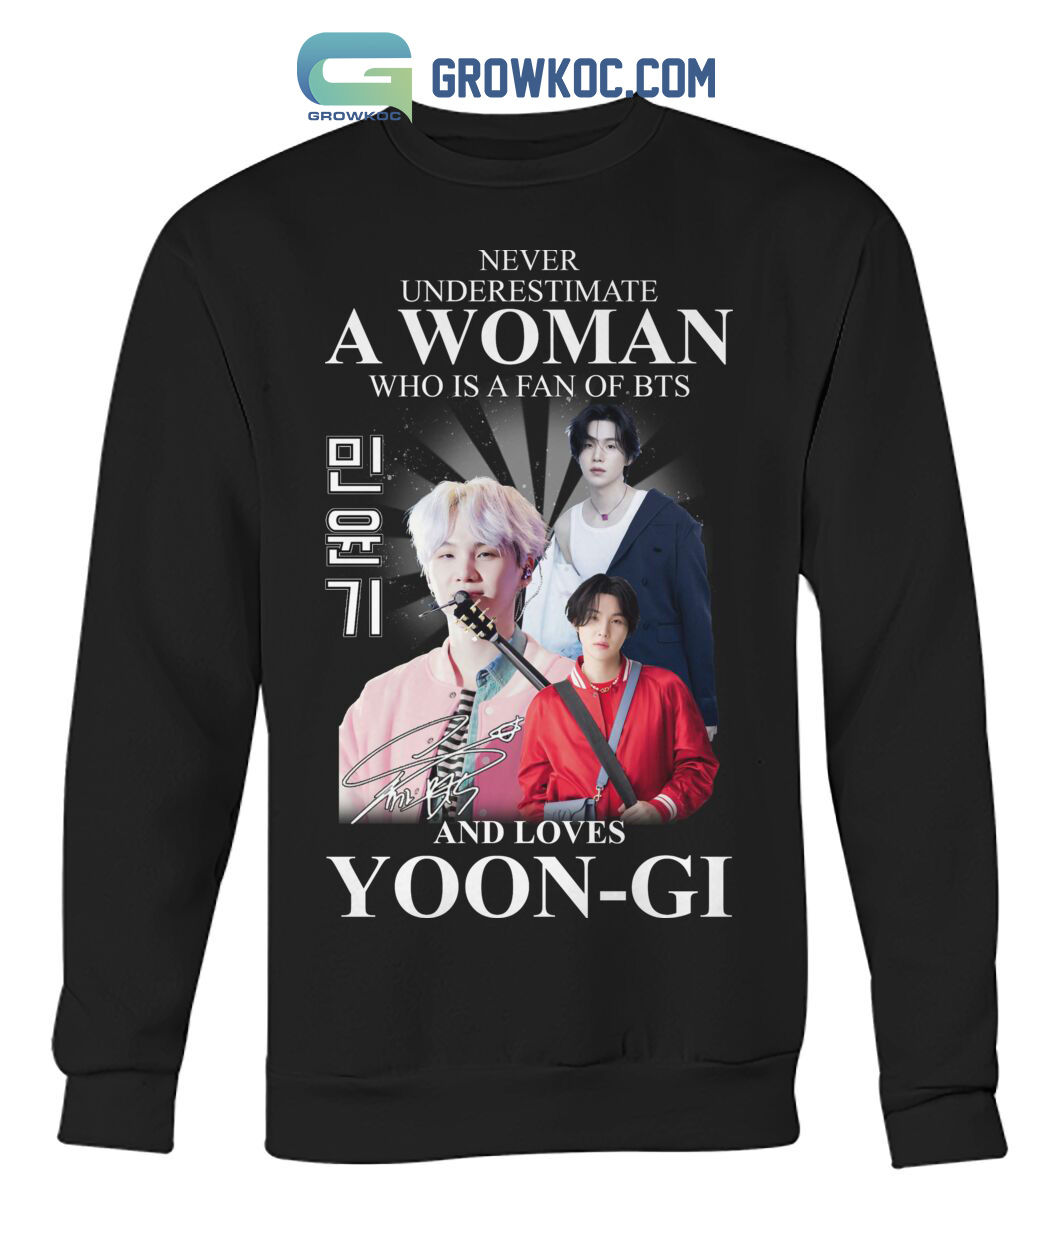 GROWKOC.COM
GROWKOC
NEVER
UNDERESTIMATE
A WOMAN
WHO IS A FAN OF BTS
민
윤
기
AND LOVES
YOON-GI